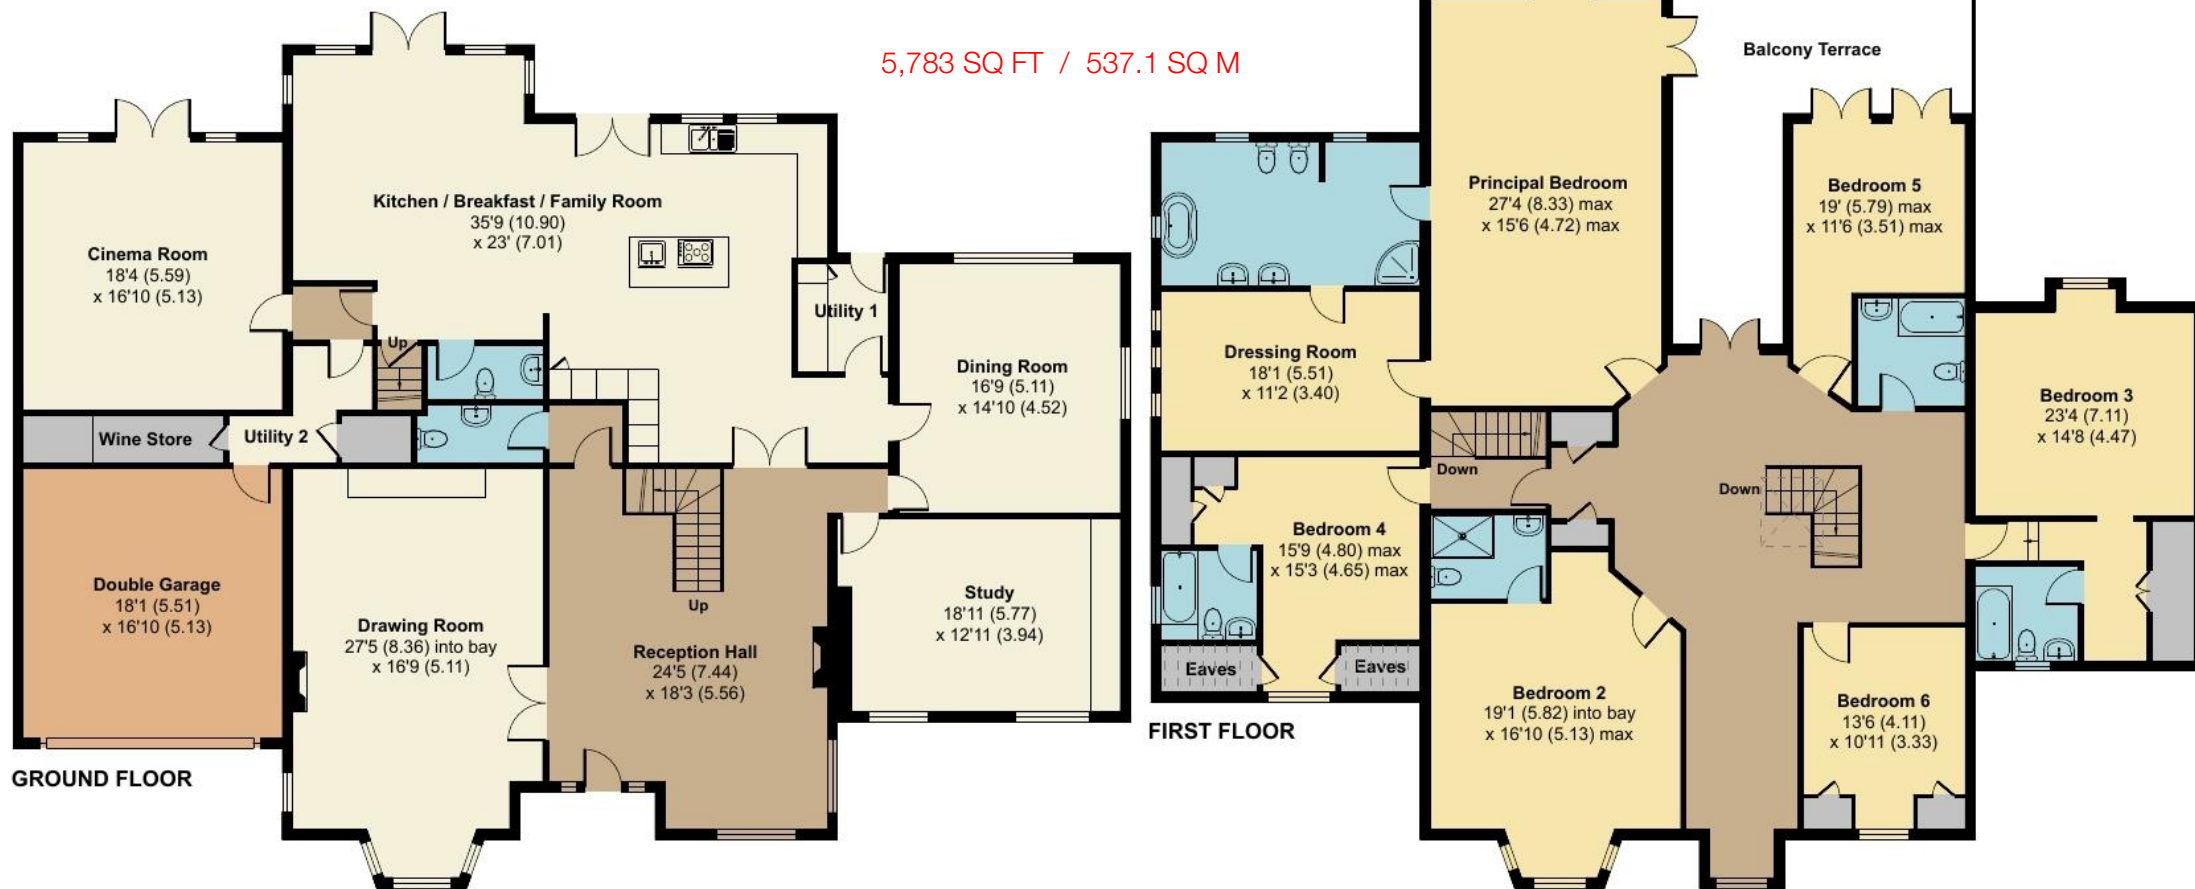 5,783 SQ FT / 537.1 SQ M
Kitchen / Breakfast / Family Room
35'9 (10.90)
x 23' (7.01)
Cinema Room
18'4 (5.59)
x 16'10 (5.13)
Utility 1
Up
Dining Room
16'9 (5.11)
x 14'10 (4.52)
Wine Store
Utility 2
Double Garage
18'1 (5.51)
x 16'10 (5.13)
Drawing Room
27'5 (8.36) into bay
x 16'9 (5.11)
Up
Reception Hall
24'5 (7.44)
x 18'3 (5.56)
Study
18'11 (5.77)
x 12'11 (3.94)
GROUND FLOOR
Balcony Terrace
Principal Bedroom
27'4 (8.33) max
x 15'6 (4.72) max
Bedroom 5
19' (5.79) max
x 11'6 (3.51) max
Dressing Room
18'1 (5.51)
x 11'2 (3.40)
Bedroom 3
23'4 (7.11)
x 14'8 (4.47)
Down
Down
Bedroom 4
15'9 (4.80) max
x 15'3 (4.65) max
Eaves
Eaves
Bedroom 2
19'1 (5.82) into bay
x 16'10 (5.13) max
Bedroom 6
13'6 (4.11)
x 10'11 (3.33)
FIRST FLOOR